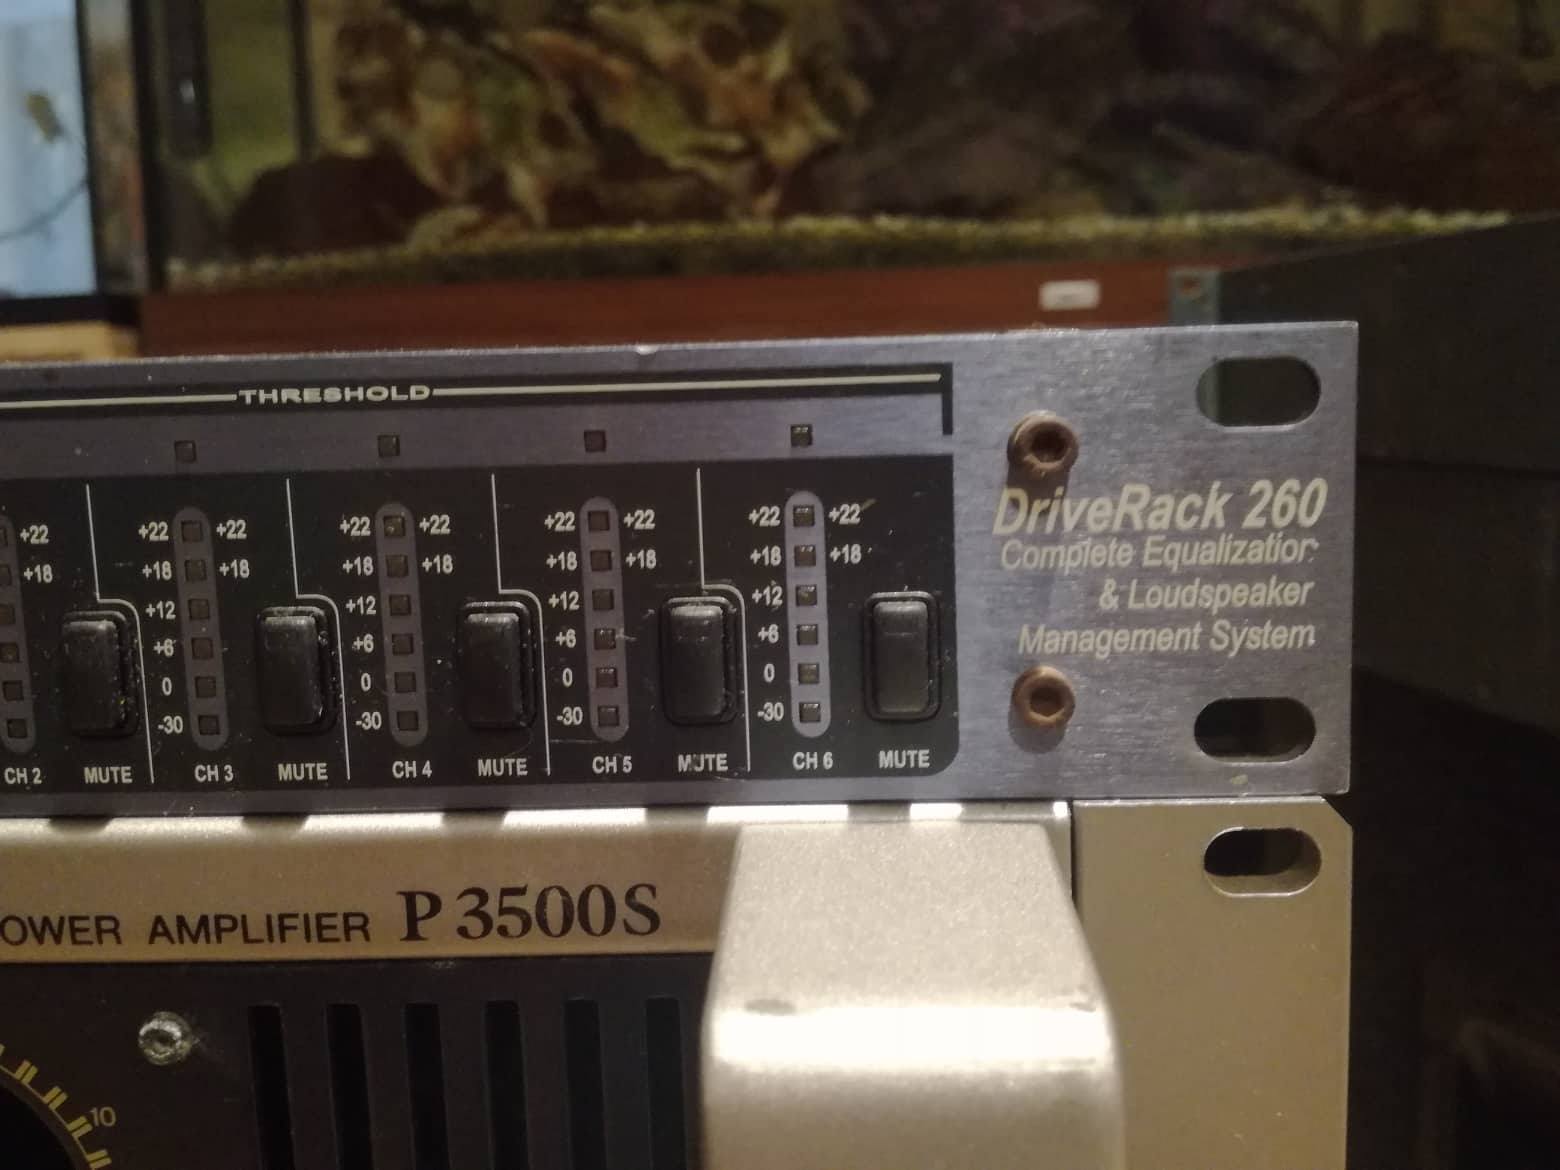 THRESHOLD
+22 +22 +22 +22 +22 +22 +22 +22 +22
+18 +18 +18 +18 +18 +18 +18 +18 +18
+12 +12 +12 +12
+6 +6 +6 +6
0 0 0 0
-30 -30 -30 -30
CH 2 MUTE CH 3 MUTE CH 4 MUTE CH 5 MUTE CH 6 MUTE
DriveRack 260
Complete Equalization
& Loudspeaker
Management System
OWER AMPLIFIER P3500S
10